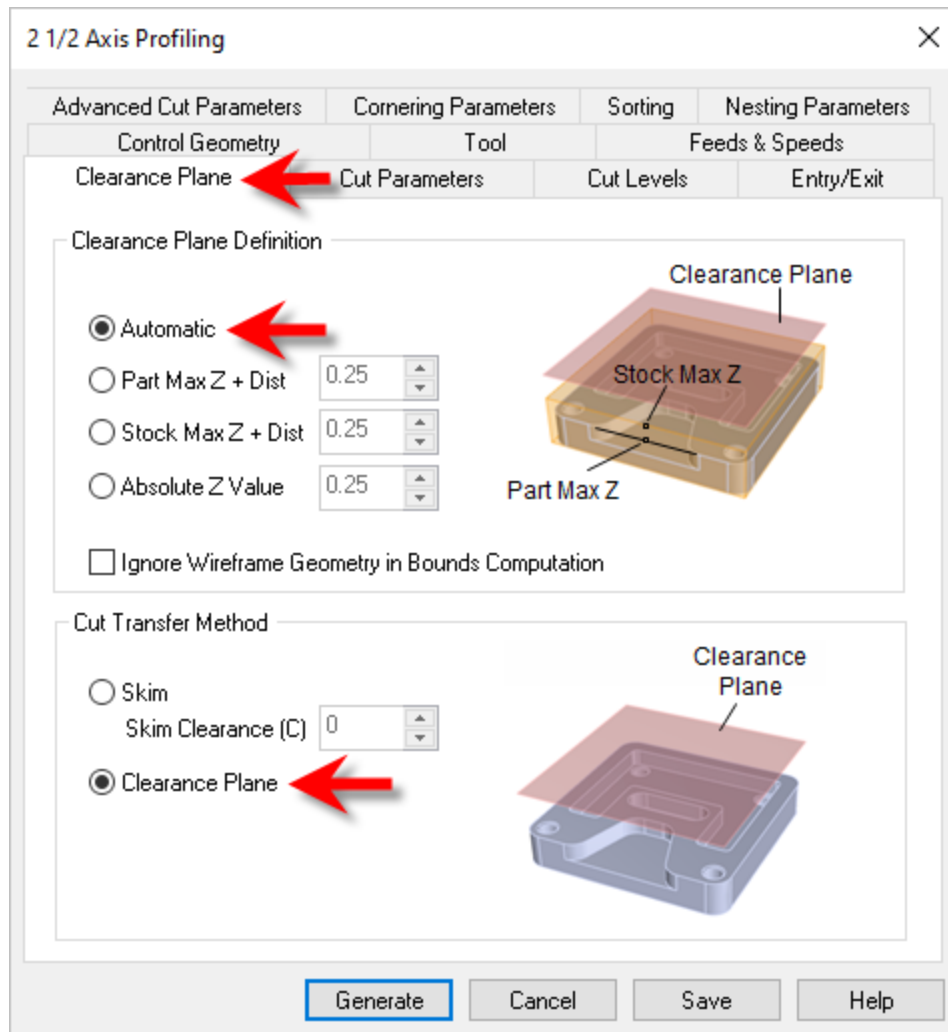 2 1/2 Axis Profiling
Advanced Cut Parameters
Cornering Parameters
Sorting
Nesting Parameters
Control Geometry
Tool
Feeds & Speeds
Clearance Plane
Cut Parameters
Cut Levels
Entry/Exit
Clearance Plane Definition
Automatic
Part Max Z + Dist 0.25
Stock Max Z + Dist 0.25
Absolute Z Value 0.25
Ignore Wireframe Geometry in Bounds Computation
Clearance Plane
Stock Max Z
Part Max Z
Cut Transfer Method
Skim
Skim Clearance (C) 0
Clearance Plane
Clearance
Plane
Generate
Cancel
Save
Help